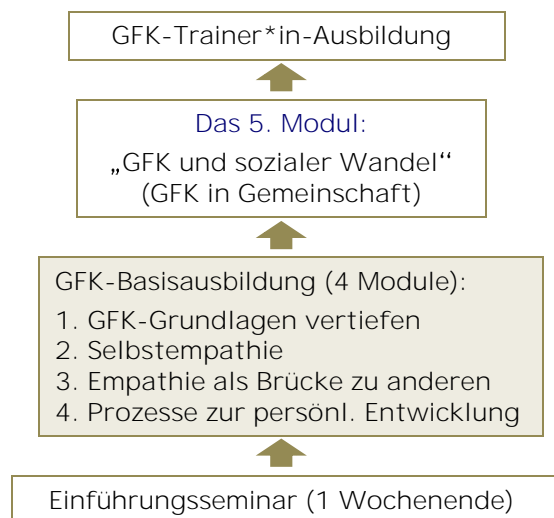 GFK-Trainer*in-Ausbildung
Das 5. Modul:
„GFK und sozialer Wandel“
(GFK in Gemeinschaft)
GFK-Basisausbildung (4 Module):
1. GFK-Grundlagen vertiefen
2. Selbstempathie
3. Empathie als Brücke zu anderen
4. Prozesse zur persönl. Entwicklung
Einführungsseminar (1 Wochenende)